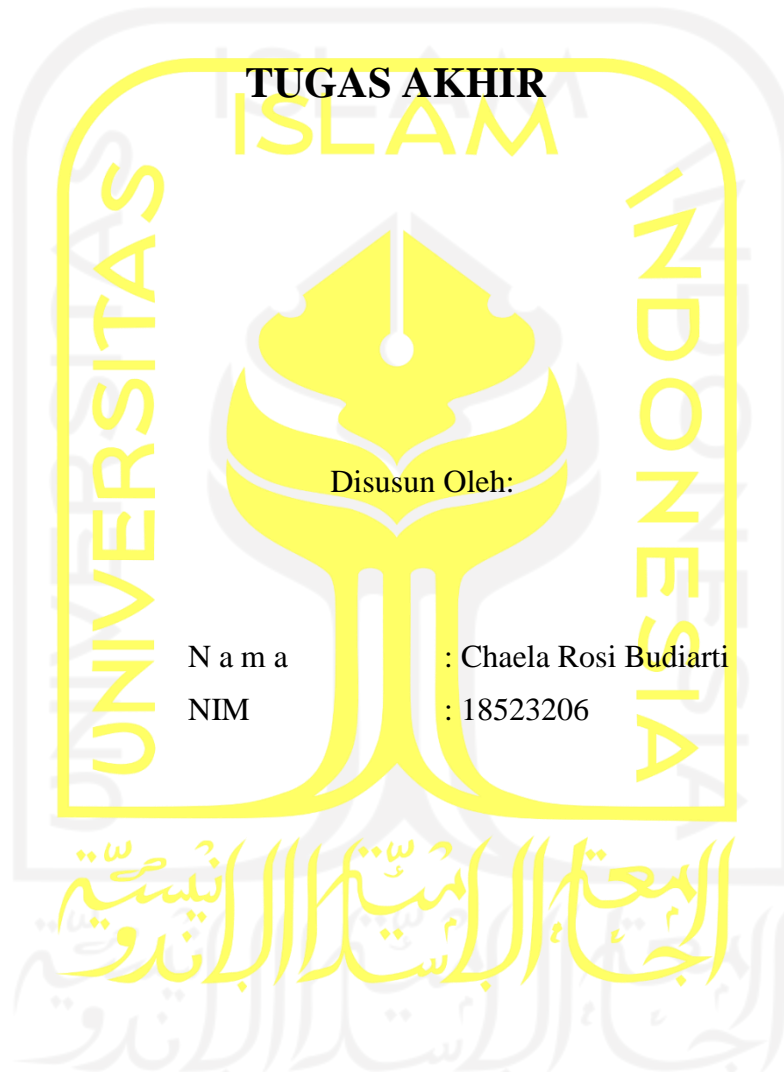 TUGAS AKHIR
ISLAM
UNIVERSITAS
INDONESIA
Disusun Oleh:
N a m a : Chaela Rosi Budiarti
NIM : 18523206
الجامعة الإسلامية الإندونيسية